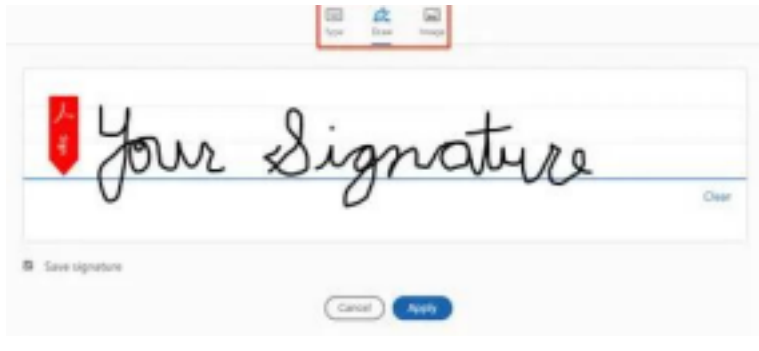 Type Draw Image
Your Signature
Clear
Save signature
Cancel Apply